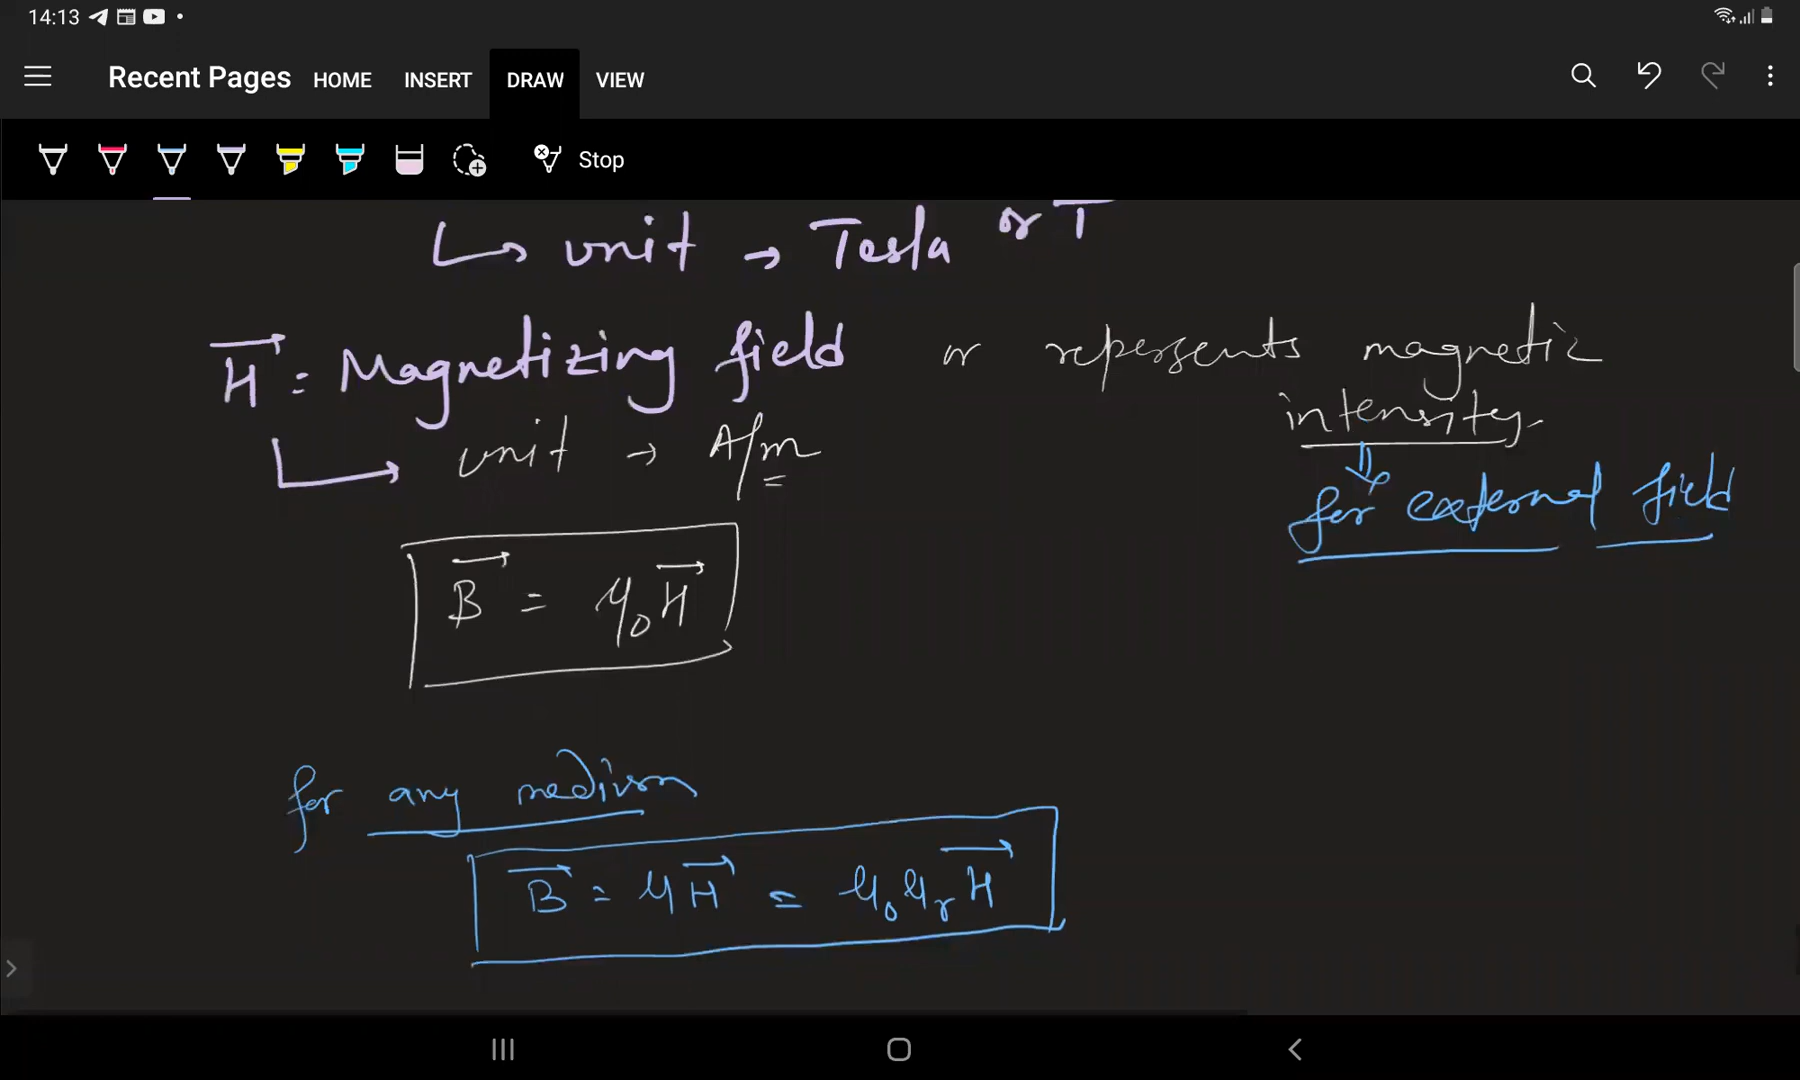 14:13
Recent Pages HOME INSERT DRAW VIEW
Stop
↳ unit → Tesla or T
H⃗ = Magnetizing field or repersents magnetic
intensity.
↳ unit → A/m
⇓
for external field
B⃗ = μ₀H⃗
for any medium
B⃗ = μH⃗ = μ₀μᵣH⃗